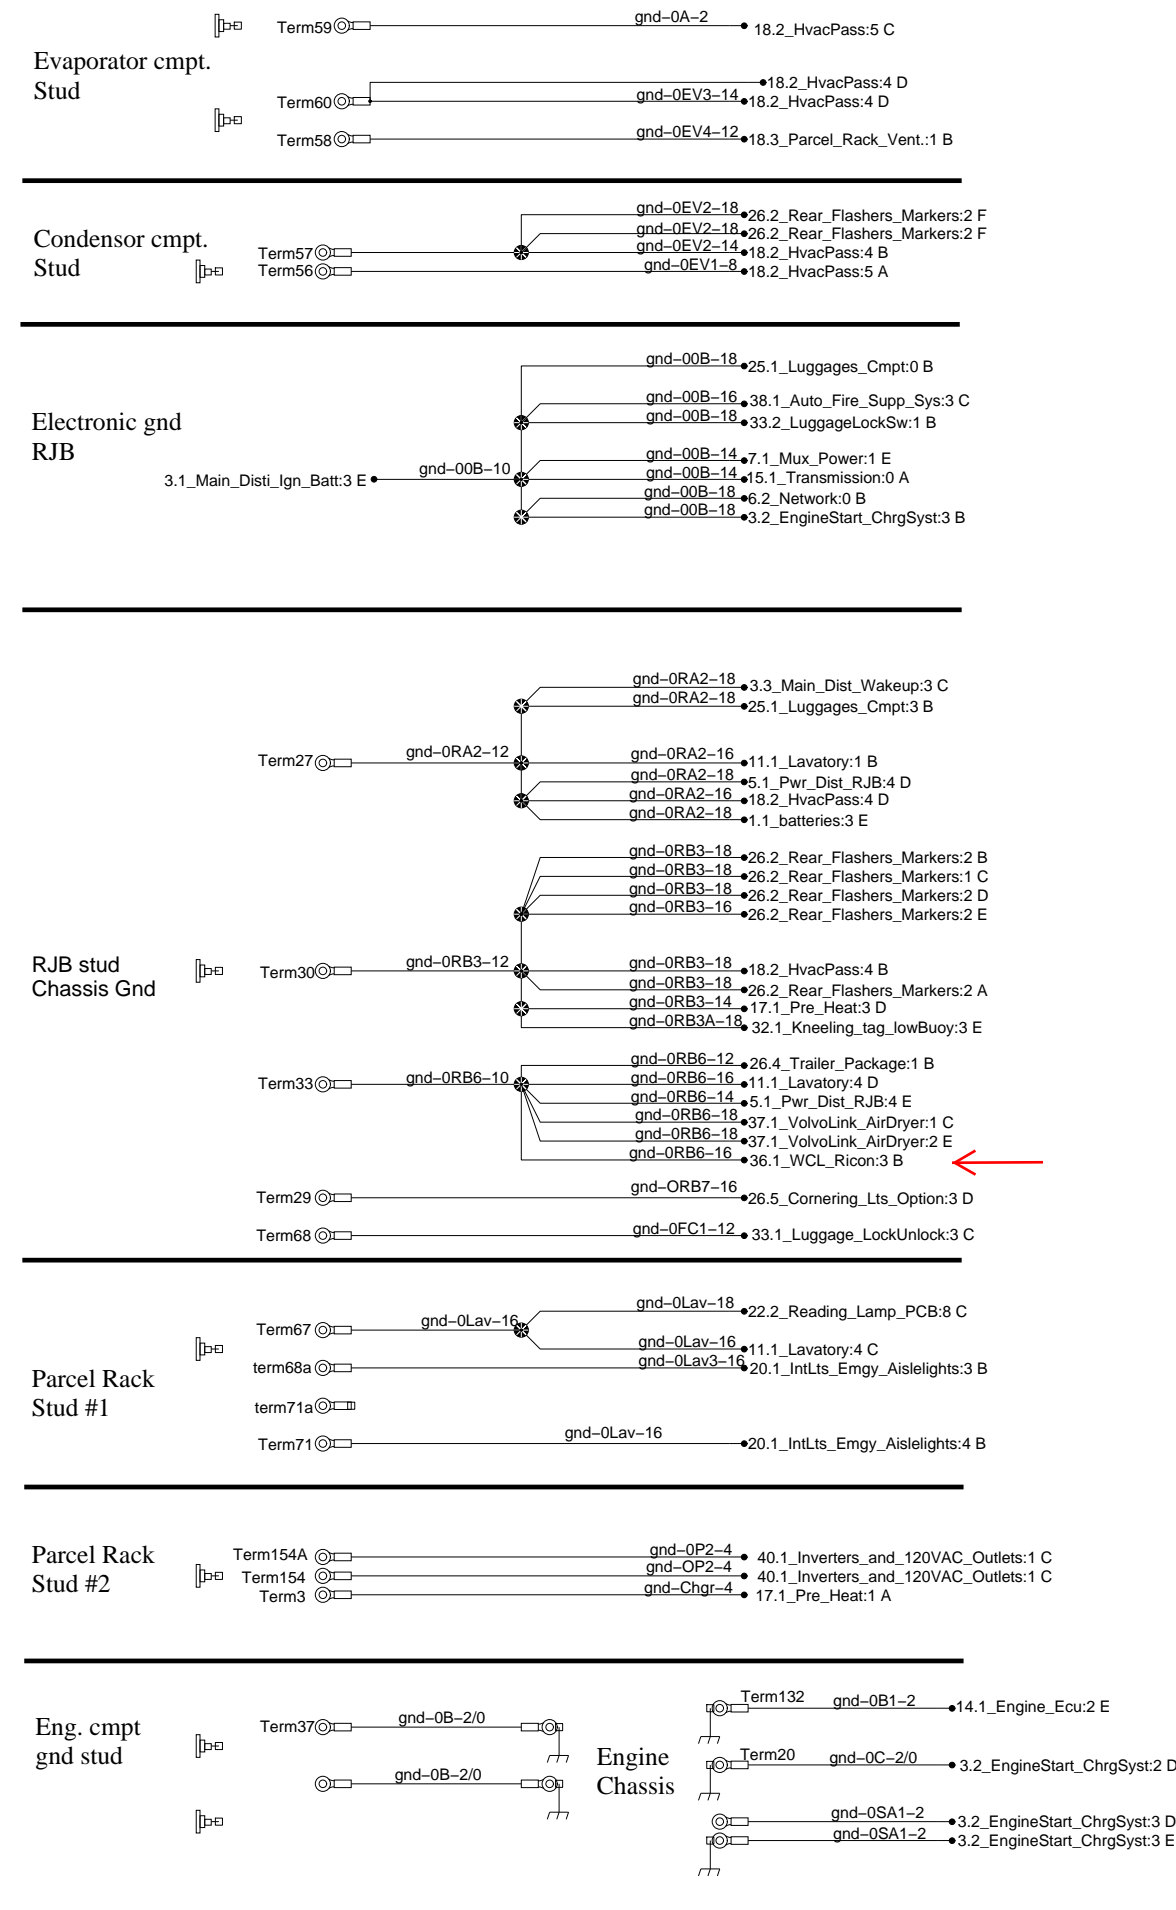 gnd–0A–2
Term59
18.2_HvacPass:5 C
Evaporator cmpt.
Stud
18.2_HvacPass:4 D
gnd–0EV3–14
Term60
18.2_HvacPass:4 D
gnd–0EV4–12
Term58
18.3_Parcel_Rack_Vent.:1 B
Condensor cmpt.
Stud
gnd–0EV2–18
26.2_Rear_Flashers_Markers:2 F
gnd–0EV2–18
26.2_Rear_Flashers_Markers:2 F
Term57
gnd–0EV2–14
18.2_HvacPass:4 B
Term56
gnd–0EV1–8
18.2_HvacPass:5 A
Electronic gnd
RJB
gnd–00B–18
25.1_Luggages_Cmpt:0 B
gnd–00B–16
38.1_Auto_Fire_Supp_Sys:3 C
gnd–00B–18
33.2_LuggageLockSw:1 B
3.1_Main_Disti_Ign_Batt:3 E
gnd–00B–10
gnd–00B–14
7.1_Mux_Power:1 E
gnd–00B–14
15.1_Transmission:0 A
gnd–00B–18
6.2_Network:0 B
gnd–00B–18
3.2_EngineStart_ChrgSyst:3 B
gnd–0RA2–18
3.3_Main_Dist_Wakeup:3 C
gnd–0RA2–18
25.1_Luggages_Cmpt:3 B
Term27
gnd–0RA2–12
gnd–0RA2–16
11.1_Lavatory:1 B
gnd–0RA2–18
5.1_Pwr_Dist_RJB:4 D
gnd–0RA2–16
18.2_HvacPass:4 D
gnd–0RA2–18
1.1_batteries:3 E
gnd–0RB3–18
26.2_Rear_Flashers_Markers:2 B
gnd–0RB3–18
26.2_Rear_Flashers_Markers:1 C
gnd–0RB3–18
26.2_Rear_Flashers_Markers:2 D
gnd–0RB3–16
26.2_Rear_Flashers_Markers:2 E
RJB stud
Chassis Gnd
Term30
gnd–0RB3–12
gnd–0RB3–18
18.2_HvacPass:4 B
gnd–0RB3–18
26.2_Rear_Flashers_Markers:2 A
gnd–0RB3–14
17.1_Pre_Heat:3 D
gnd–0RB3A–18
32.1_Kneeling_tag_lowBuoy:3 E
gnd–0RB6–12
26.4_Trailer_Package:1 B
Term33
gnd–0RB6–10
gnd–0RB6–16
11.1_Lavatory:4 D
gnd–0RB6–14
5.1_Pwr_Dist_RJB:4 E
gnd–0RB6–18
37.1_VolvoLink_AirDryer:1 C
gnd–0RB6–18
37.1_VolvoLink_AirDryer:2 E
gnd–0RB6–16
36.1_WCL_Ricon:3 B
Term29
gnd–ORB7–16
26.5_Cornering_Lts_Option:3 D
Term68
gnd–0FC1–12
33.1_Luggage_LockUnlock:3 C
gnd–0Lav–18
22.2_Reading_Lamp_PCB:8 C
Term67
gnd–0Lav–16
gnd–0Lav–16
11.1_Lavatory:4 C
term68a
gnd–0Lav3–16
20.1_IntLts_Emgy_Aislelights:3 B
Parcel Rack
Stud #1
term71a
Term71
gnd–0Lav–16
20.1_IntLts_Emgy_Aislelights:4 B
Parcel Rack
Stud #2
Term154A
gnd–0P2–4
40.1_Inverters_and_120VAC_Outlets:1 C
Term154
gnd–OP2–4
40.1_Inverters_and_120VAC_Outlets:1 C
Term3
gnd–Chgr–4
17.1_Pre_Heat:1 A
Eng. cmpt
gnd stud
Term37
gnd–0B–2/0
gnd–0B–2/0
Engine
Chassis
Term132
gnd–0B1–2
14.1_Engine_Ecu:2 E
Term20
gnd–0C–2/0
3.2_EngineStart_ChrgSyst:2 D
gnd–0SA1–2
3.2_EngineStart_ChrgSyst:3 D
gnd–0SA1–2
3.2_EngineStart_ChrgSyst:3 E